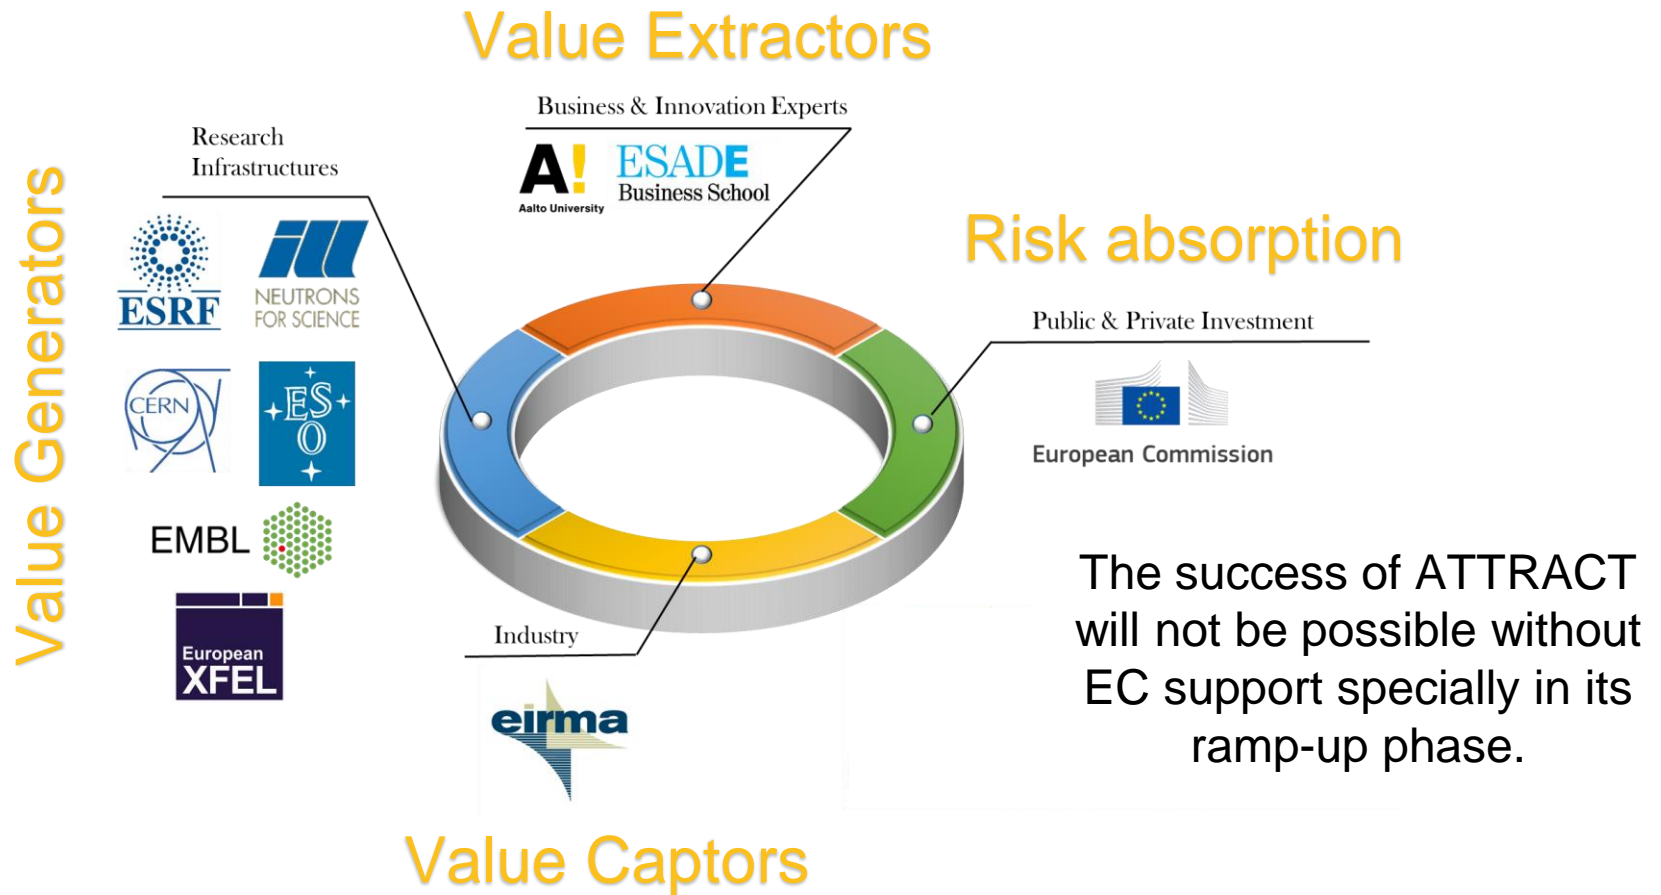 Value Extractors
Business & Innovation Experts
A!
Aalto University
ESADE
Business School
Research
Infrastructures
Value Generators
ESRF
ill
NEUTRONS
FOR SCIENCE
CERN
ES
O
EMBL
European
XFEL
Risk absorption
Public & Private Investment
European Commission
Industry
eirma
The success of ATTRACT
will not be possible without
EC support specially in its
ramp-up phase.
Value Captors